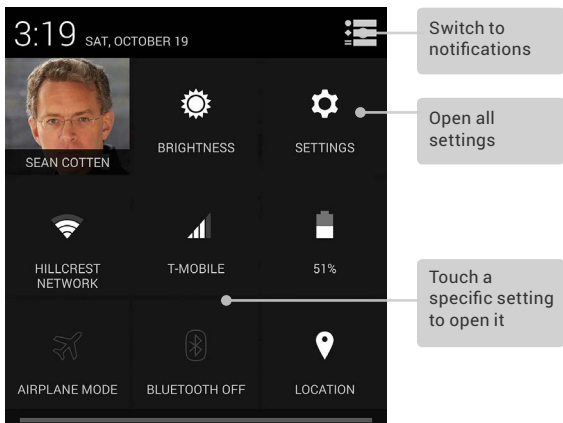 3:19 SAT, OCTOBER 19
Switch to
notifications
SEAN COTTEN
BRIGHTNESS
SETTINGS
Open all
settings
HILLCREST
NETWORK
T-MOBILE
51%
Touch a
specific setting
to open it
AIRPLANE MODE
BLUETOOTH OFF
LOCATION